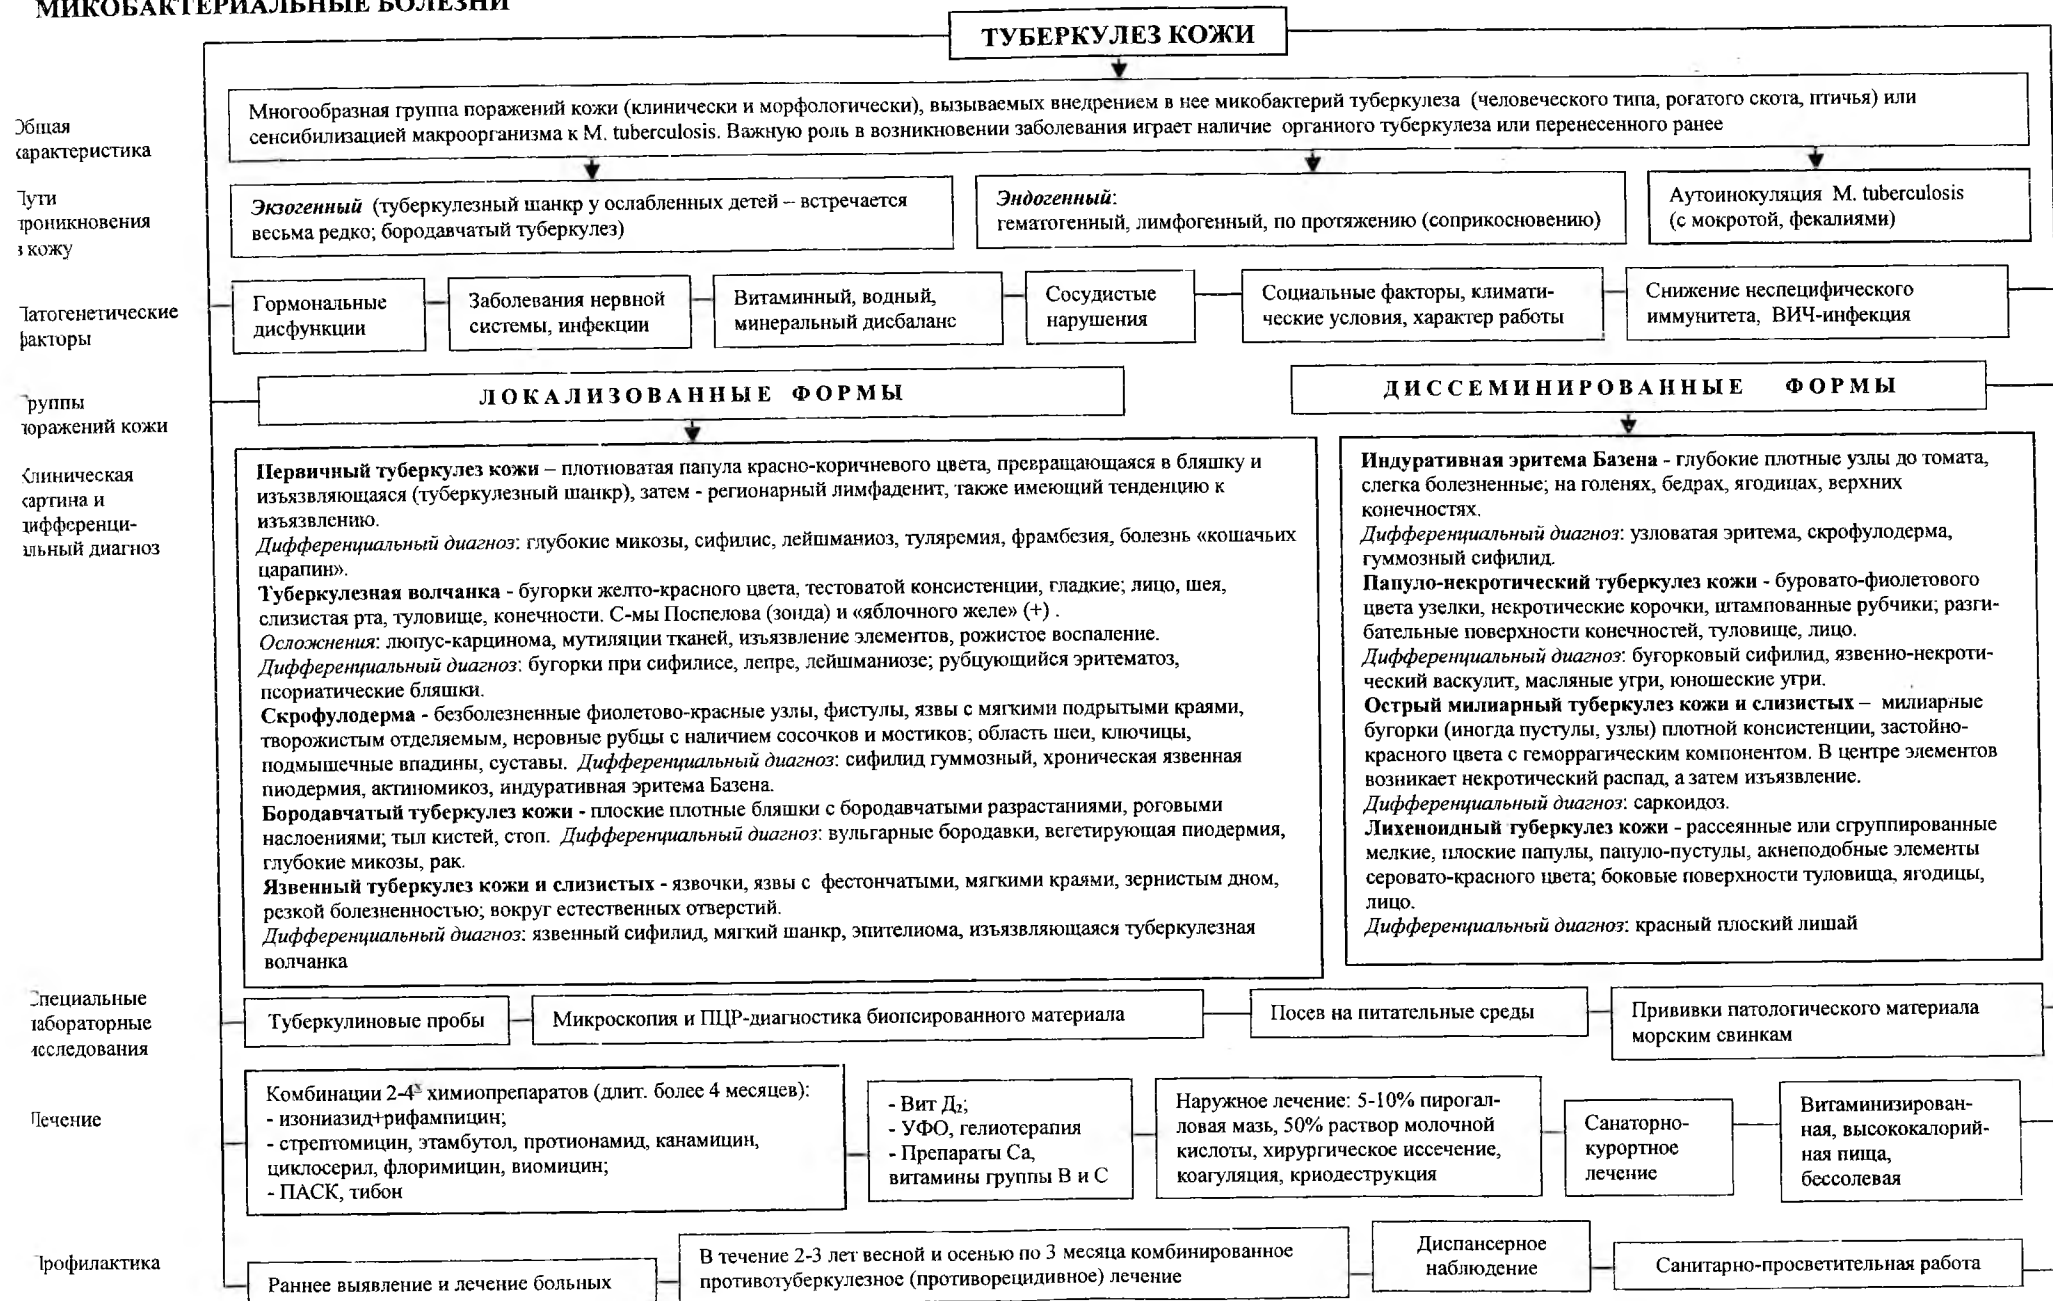 МИКОБАКТЕРИАЛЬНЫЕ БОЛЕЗНИ
ТУБЕРКУЛЕЗ КОЖИ
Общая
характеристика
Многообразная группа поражений кожи (клинически и морфологически), вызываемых внедрением в нее микобактерий туберкулеза (человеческого типа, рогатого скота, птичья) или
сенсибилизацией макроорганизма к M. tuberculosis. Важную роль в возникновении заболевания играет наличие органного туберкулеза или перенесенного ранее
Пути
проникновения
в кожу
Экзогенный (туберкулезный шанкр у ослабленных детей – встречается
весьма редко; бородавчатый туберкулез)
Эндогенный:
гематогенный, лимфогенный, по протяжению (соприкосновению)
Аутоинокуляция M. tuberculosis
(с мокротой, фекалиями)
Патогенетические
факторы
Гормональные
дисфункции
Заболевания нервной
системы, инфекции
Витаминный, водный,
минеральный дисбаланс
Сосудистые
нарушения
Социальные факторы, климати-
ческие условия, характер работы
Снижение неспецифического
иммунитета, ВИЧ-инфекция
Группы
поражений кожи
ЛОКАЛИЗОВАННЫЕ ФОРМЫ
ДИССЕМИНИРОВАННЫЕ ФОРМЫ
Клиническая
картина и
дифференци-
альный диагноз
Первичный туберкулез кожи – плотноватая папула красно-коричневого цвета, превращающаяся в бляшку и
изъязвляющаяся (туберкулезный шанкр), затем - регионарный лимфаденит, также имеющий тенденцию к
изъязвлению.
Дифференциальный диагноз: глубокие микозы, сифилис, лейшманиоз, туляремия, фрамбезия, болезнь «кошачьих
царапин».
Туберкулезная волчанка - бугорки желто-красного цвета, тестоватой консистенции, гладкие; лицо, шея,
слизистая рта, туловище, конечности. С-мы Поспелова (зонда) и «яблочного желе» (+) .
Осложнения: люпус-карцинома, мутиляции тканей, изъязвление элементов, рожистое воспаление.
Дифференциальный диагноз: бугорки при сифилисе, лепре, лейшманиозе; рубцующийся эритематоз,
псориатические бляшки.
Скрофулодерма - безболезненные фиолетово-красные узлы, фистулы, язвы с мягкими подрытыми краями,
творожистым отделяемым, неровные рубцы с наличием сосочков и мостиков; область шеи, ключицы,
подмышечные впадины, суставы. Дифференциальный диагноз: сифилид гуммозный, хроническая язвенная
пиодермия, актиномикоз, индуративная эритема Базена.
Бородавчатый туберкулез кожи - плоские плотные бляшки с бородавчатыми разрастаниями, роговыми
наслоениями; тыл кистей, стоп. Дифференциальный диагноз: вульгарные бородавки, вегетирующая пиодермия,
глубокие микозы, рак.
Язвенный туберкулез кожи и слизистых - язвочки, язвы с фестончатыми, мягкими краями, зернистым дном,
резкой болезненностью; вокруг естественных отверстий.
Дифференциальный диагноз: язвенный сифилид, мягкий шанкр, эпителиома, изъязвляющаяся туберкулезная
волчанка
Индуративная эритема Базена - глубокие плотные узлы до томата,
слегка болезненные; на голенях, бедрах, ягодицах, верхних
конечностях.
Дифференциальный диагноз: узловатая эритема, скрофулодерма,
гуммозный сифилид.
Папуло-некротический туберкулез кожи - буровато-фиолетового
цвета узелки, некротические корочки, штампованные рубчики; разги-
бательные поверхности конечностей, туловище, лицо.
Дифференциальный диагноз: бугорковый сифилид, язвенно-некроти-
ческий васкулит, масляные угри, юношеские угри.
Острый милиарный туберкулез кожи и слизистых – милиарные
бугорки (иногда пустулы, узлы) плотной консистенции, застойно-
красного цвета с геморрагическим компонентом. В центре элементов
возникает некротический распад, а затем изъязвление.
Дифференциальный диагноз: саркоидоз.
Лихеноидный туберкулез кожи - рассеянные или сгруппированные
мелкие, плоские папулы, папуло-пустулы, акнеподобные элементы
серовато-красного цвета; боковые поверхности туловища, ягодицы,
лицо.
Дифференциальный диагноз: красный плоский лишай
Специальные
лабораторные
исследования
Туберкулиновые пробы
Микроскопия и ПЦР-диагностика биопсированного материала
Посев на питательные среды
Прививки патологического материала
морским свинкам
Лечение
Комбинации 2-4х химиопрепаратов (длит. более 4 месяцев):
- изониазид+рифампицин;
- стрептомицин, этамбутол, протионамид, канамицин,
циклосерил, флоримицин, виомицин;
- ПАСК, тибон
- Вит Д₂;
- УФО, гелиотерапия
- Препараты Са,
витамины группы В и С
Наружное лечение: 5-10% пирогал-
ловая мазь, 50% раствор молочной
кислоты, хирургическое иссечение,
коагуляция, криодеструкция
Санаторно-
курортное
лечение
Витаминизирован-
ная, высококалорий-
ная пища,
бессолевая
Профилактика
Раннее выявление и лечение больных
В течение 2-3 лет весной и осенью по 3 месяца комбинированное
противотуберкулезное (противорецидивное) лечение
Диспансерное
наблюдение
Санитарно-просветительная работа